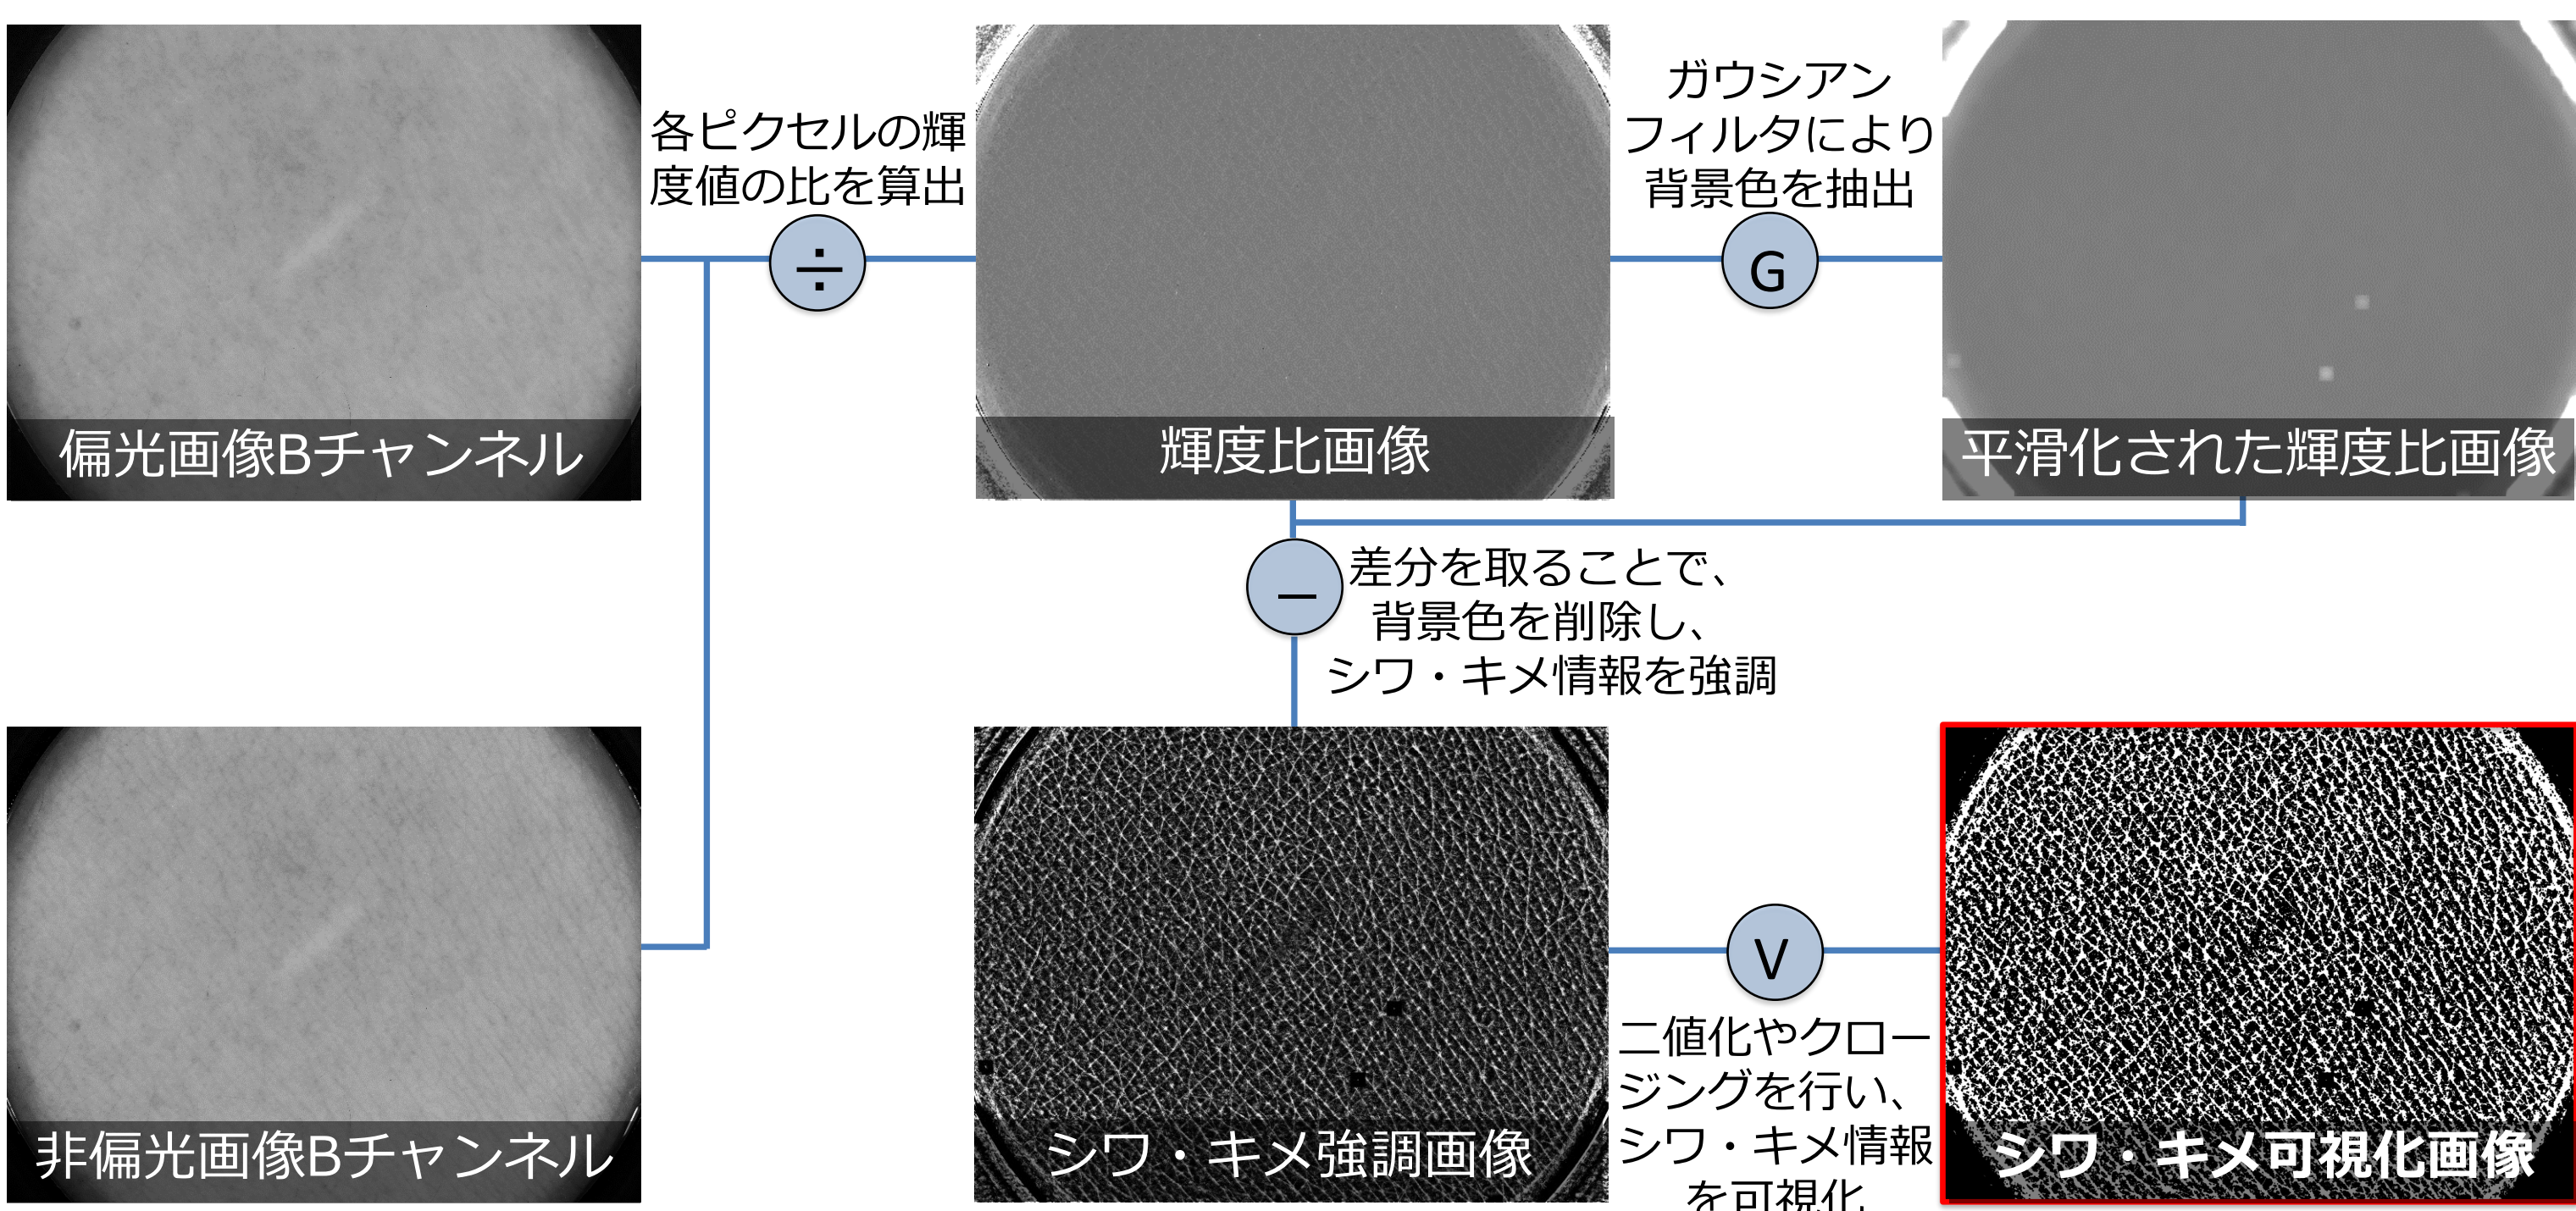 各ピクセルの輝
度値の比を算出
÷
ガウシアン
フィルタにより
背景色を抽出
G
偏光画像Bチャンネル
輝度比画像
平滑化された輝度比画像
−
差分を取ることで、
背景色を削除し、
シワ・キメ情報を強調
V
二値化やクロー
ジングを行い、
シワ・キメ情報
を可視化
非偏光画像Bチャンネル
シワ・キメ強調画像
シワ・キメ可視化画像